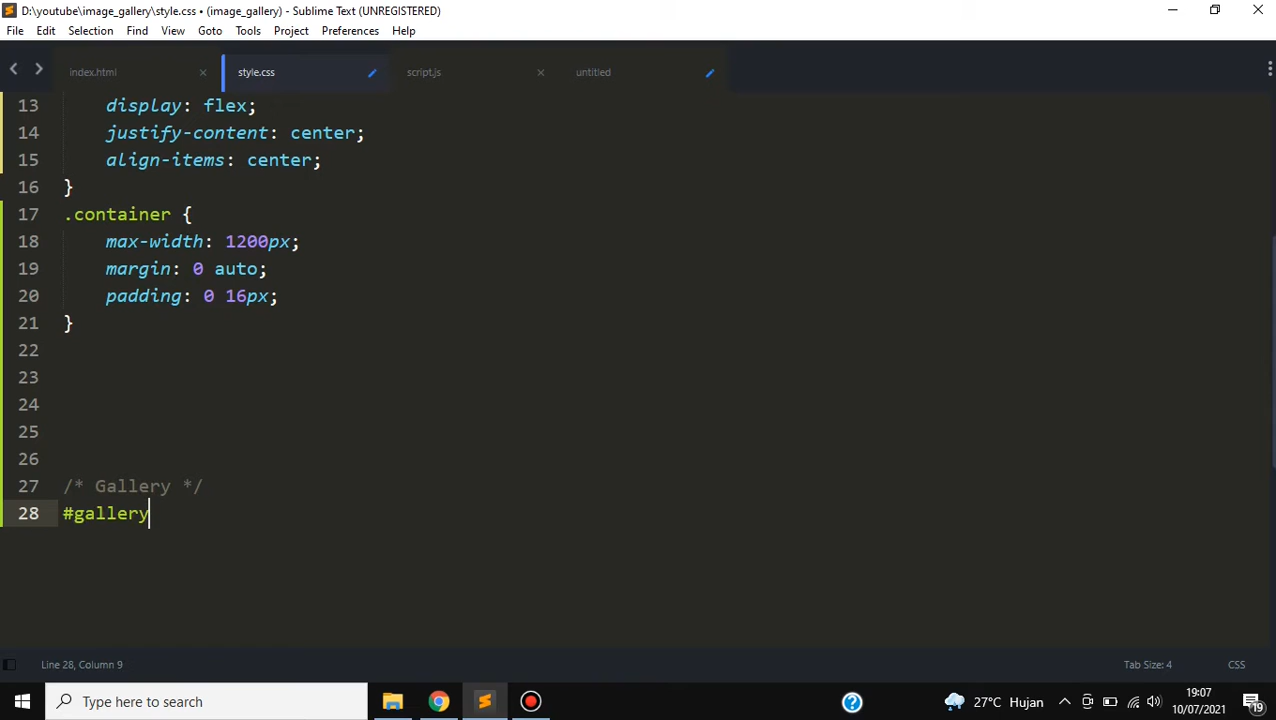 D:\youtube\image_gallery\style.css • (image_gallery) - Sublime Text (UNREGISTERED)
File Edit Selection Find View Goto Tools Project Preferences Help
index.html style.css script.js untitled
13 display: flex;
14 justify-content: center;
15 align-items: center;
16 }
17 .container {
18 max-width: 1200px;
19 margin: 0 auto;
20 padding: 0 16px;
21 }
22
23
24
25
26
27 /* Gallery */
28 #gallery
Line 28, Column 9 Tab Size: 4 CSS
Type here to search 27°C Hujan 19:07
10/07/2021 19